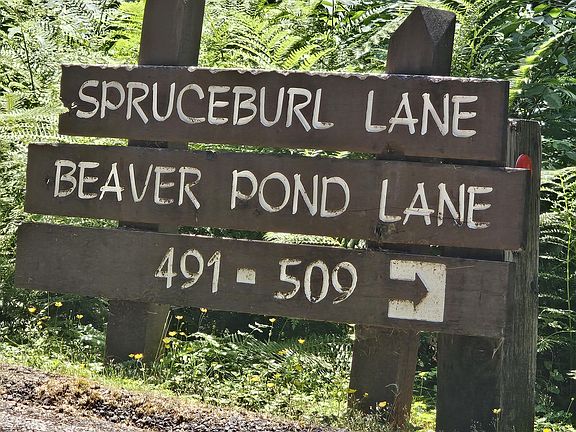 SPRUCEBURL LANE
BEAVER POND LANE
491 - 509